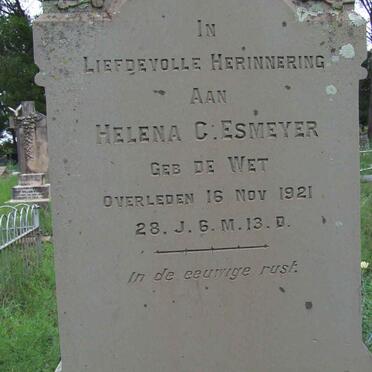 IN
LIEFDEVOLLE HERINNERING
AAN
HELENA C. ESMEYER
GEB DE WET
OVERLEDEN 16 NOV 1921
28. J. 6. M. 13. D.
In de eeuwige rust.